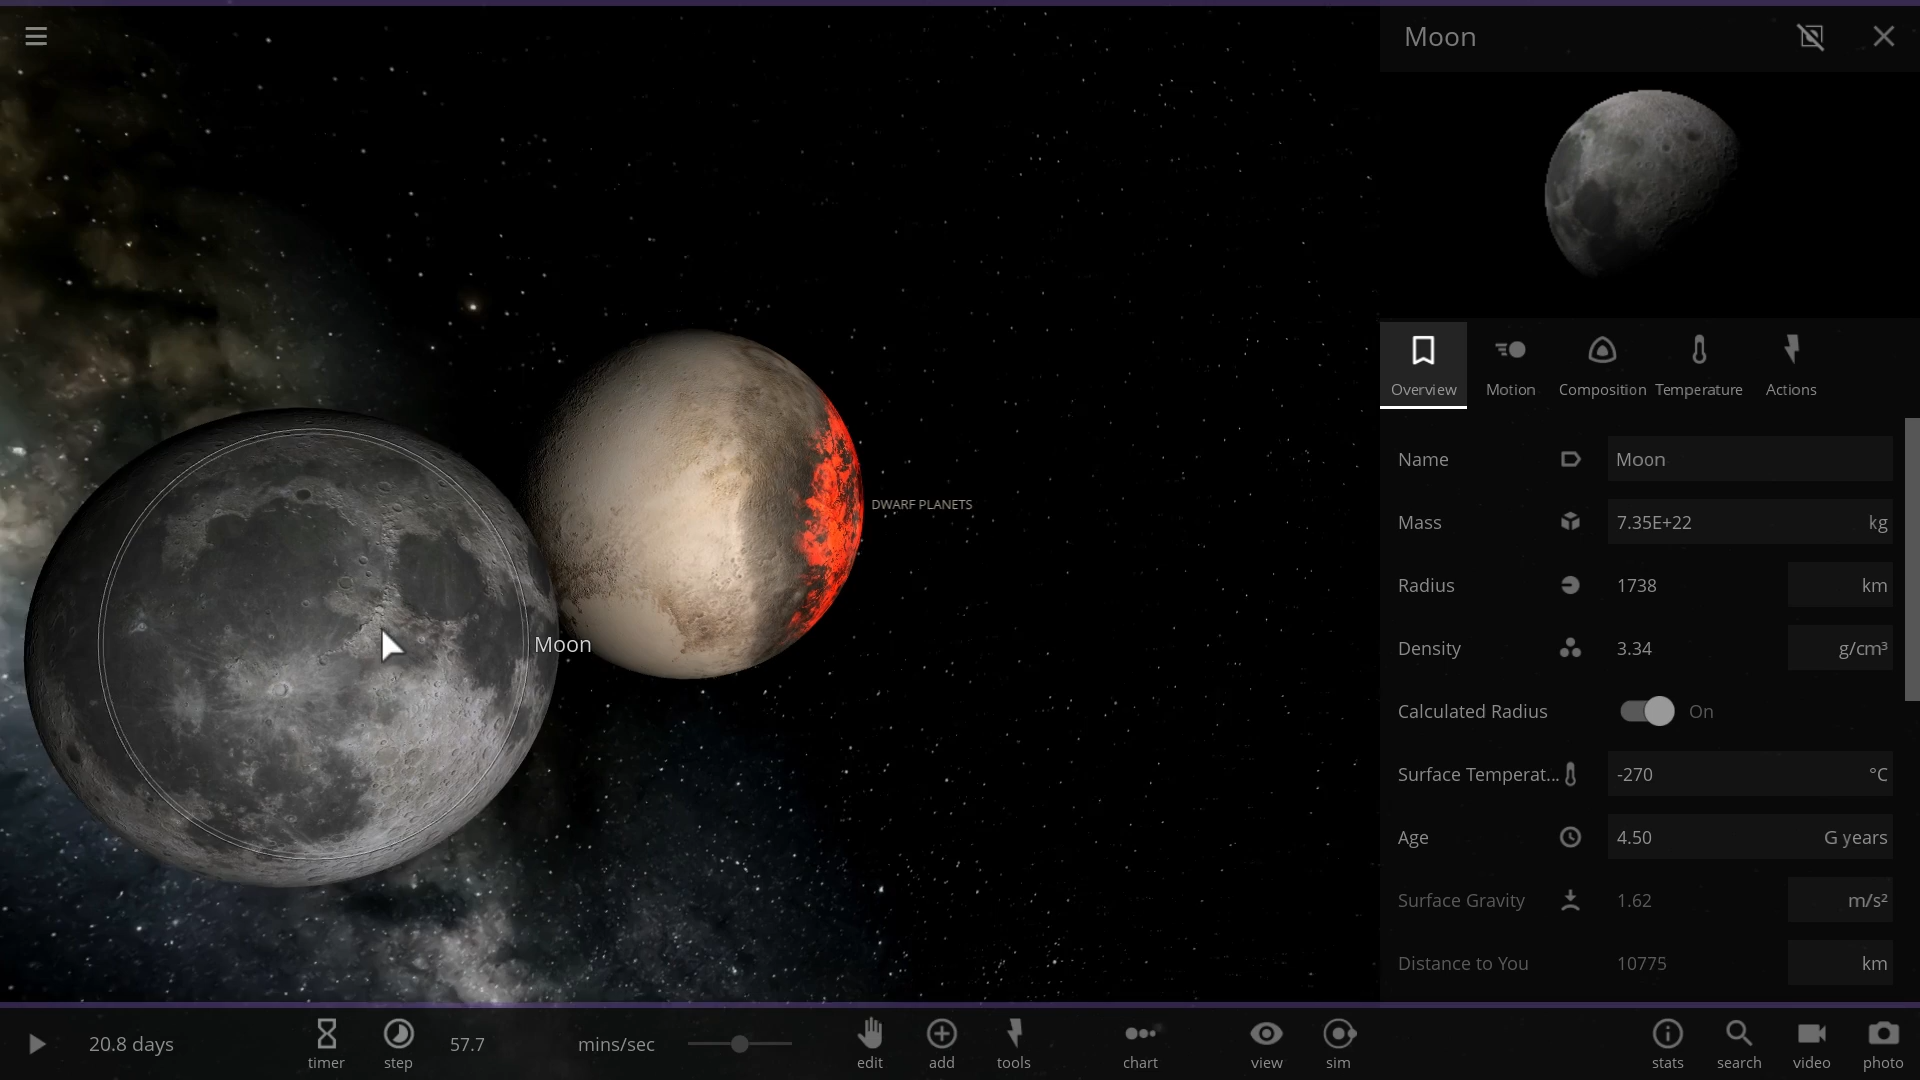 Moon
Overview
Motion
Composition
Temperature
Actions
Name Moon
Mass 7.35E+22 kg
Radius 1738 km
Density 3.34 g/cm³
Calculated Radius On
Surface Temperat... -270 °C
Age 4.50 G years
Surface Gravity 1.62 m/s²
Distance to You 10775 km
DWARF PLANETS
Moon
20.8 days
timer
step
57.7 mins/sec
edit
add
tools
chart
view
sim
stats
search
video
photo